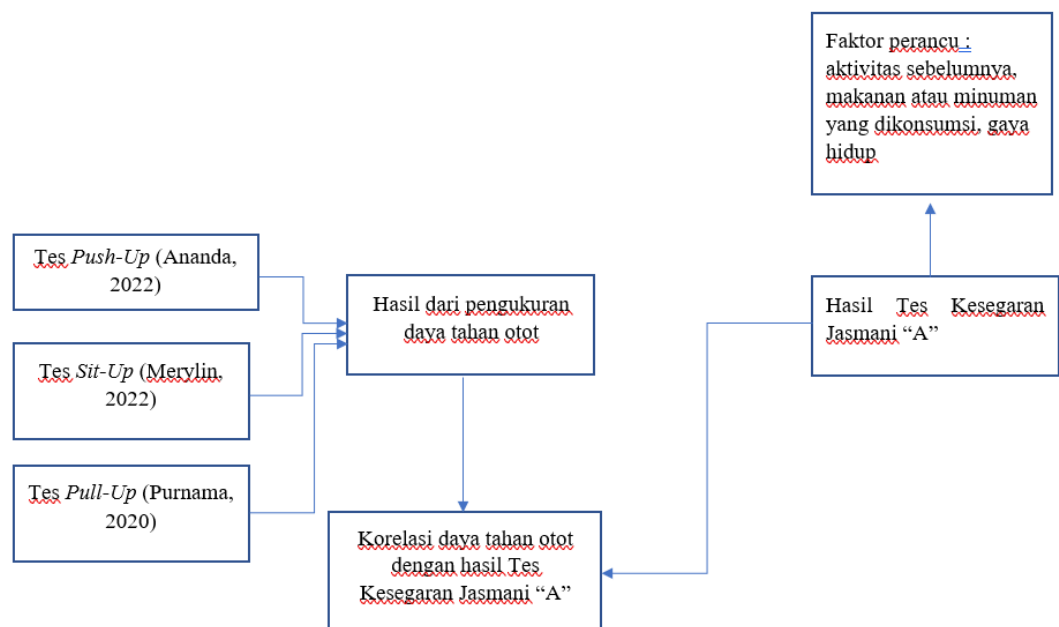 Faktor perancu :
aktivitas sebelumnya,
makanan atau minuman
yang dikonsumsi, gaya
hidup
Tes Push-Up (Ananda,
2022)
Hasil dari pengukuran
daya tahan otot
Hasil Tes Kesegaran
Jasmani “A”
Tes Sit-Up (Merylin,
2022)
Tes Pull-Up (Purnama,
2020)
Korelasi daya tahan otot
dengan hasil Tes
Kesegaran Jasmani “A”